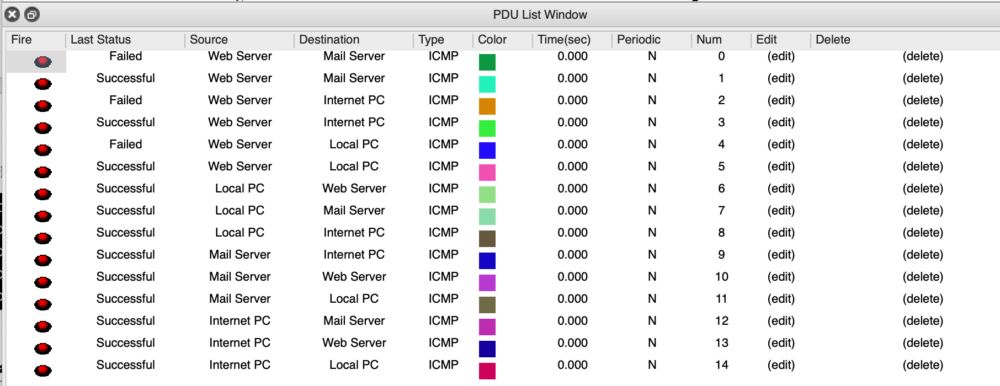 PDU List Window
Fire Last Status Source Destination Type Color Time(sec) Periodic Num Edit Delete
Failed Web Server Mail Server ICMP 0.000 N 0 (edit) (delete)
Successful Web Server Mail Server ICMP 0.000 N 1 (edit) (delete)
Failed Web Server Internet PC ICMP 0.000 N 2 (edit) (delete)
Successful Web Server Internet PC ICMP 0.000 N 3 (edit) (delete)
Failed Web Server Local PC ICMP 0.000 N 4 (edit) (delete)
Successful Web Server Local PC ICMP 0.000 N 5 (edit) (delete)
Successful Local PC Web Server ICMP 0.000 N 6 (edit) (delete)
Successful Local PC Mail Server ICMP 0.000 N 7 (edit) (delete)
Successful Local PC Internet PC ICMP 0.000 N 8 (edit) (delete)
Successful Mail Server Internet PC ICMP 0.000 N 9 (edit) (delete)
Successful Mail Server Web Server ICMP 0.000 N 10 (edit) (delete)
Successful Mail Server Local PC ICMP 0.000 N 11 (edit) (delete)
Successful Internet PC Mail Server ICMP 0.000 N 12 (edit) (delete)
Successful Internet PC Web Server ICMP 0.000 N 13 (edit) (delete)
Successful Internet PC Local PC ICMP 0.000 N 14 (edit) (delete)